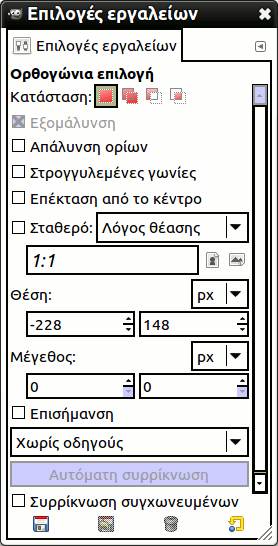 Επιλογές εργαλείων
Επιλογές εργαλείων
Ορθογώνια επιλογή
Κατάσταση:
Εξομάλυνση
Απάλυνση ορίων
Στρογγυλεμένες γωνίες
Επέκταση από το κέντρο
Σταθερό: Λόγος θέασης
1:1
Θέση: px
-228 148
Μέγεθος: px
0 0
Επισήμανση
Χωρίς οδηγούς
Αυτόματη συρρίκνωση
Συρρίκνωση συγχωνευμένων